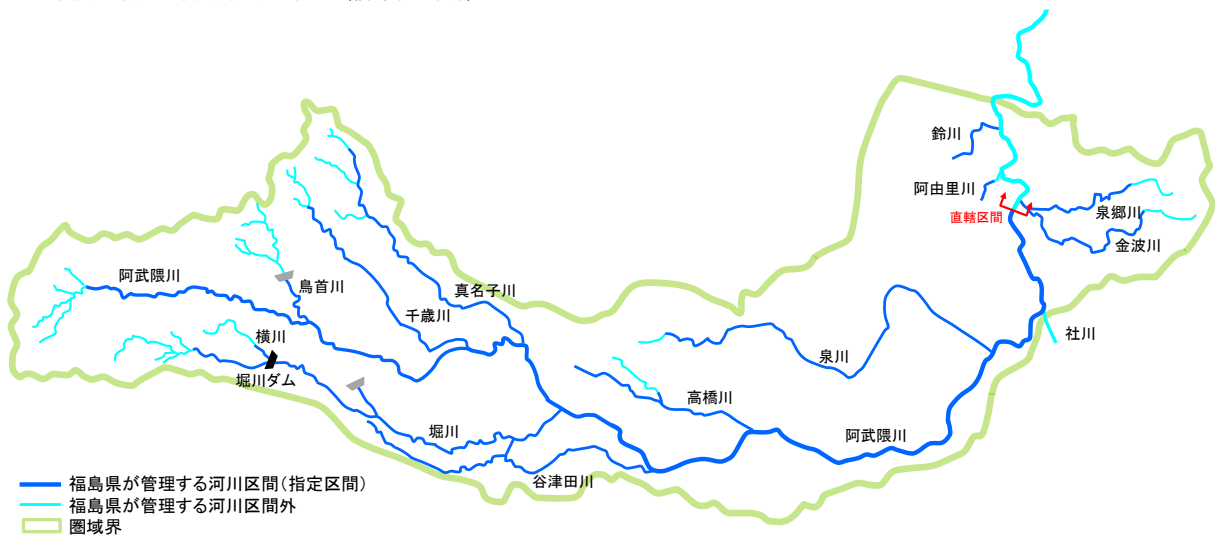 鈴川
阿由里川
直轄区間
泉郷川
金波川
阿武隈川
鳥首川
真名子川
千歳川
横川
堀川ダム
泉川
社川
高橋川
堀川
阿武隈川
谷津田川
福島県が管理する河川区間(指定区間)
福島県が管理する河川区間外
圏域界